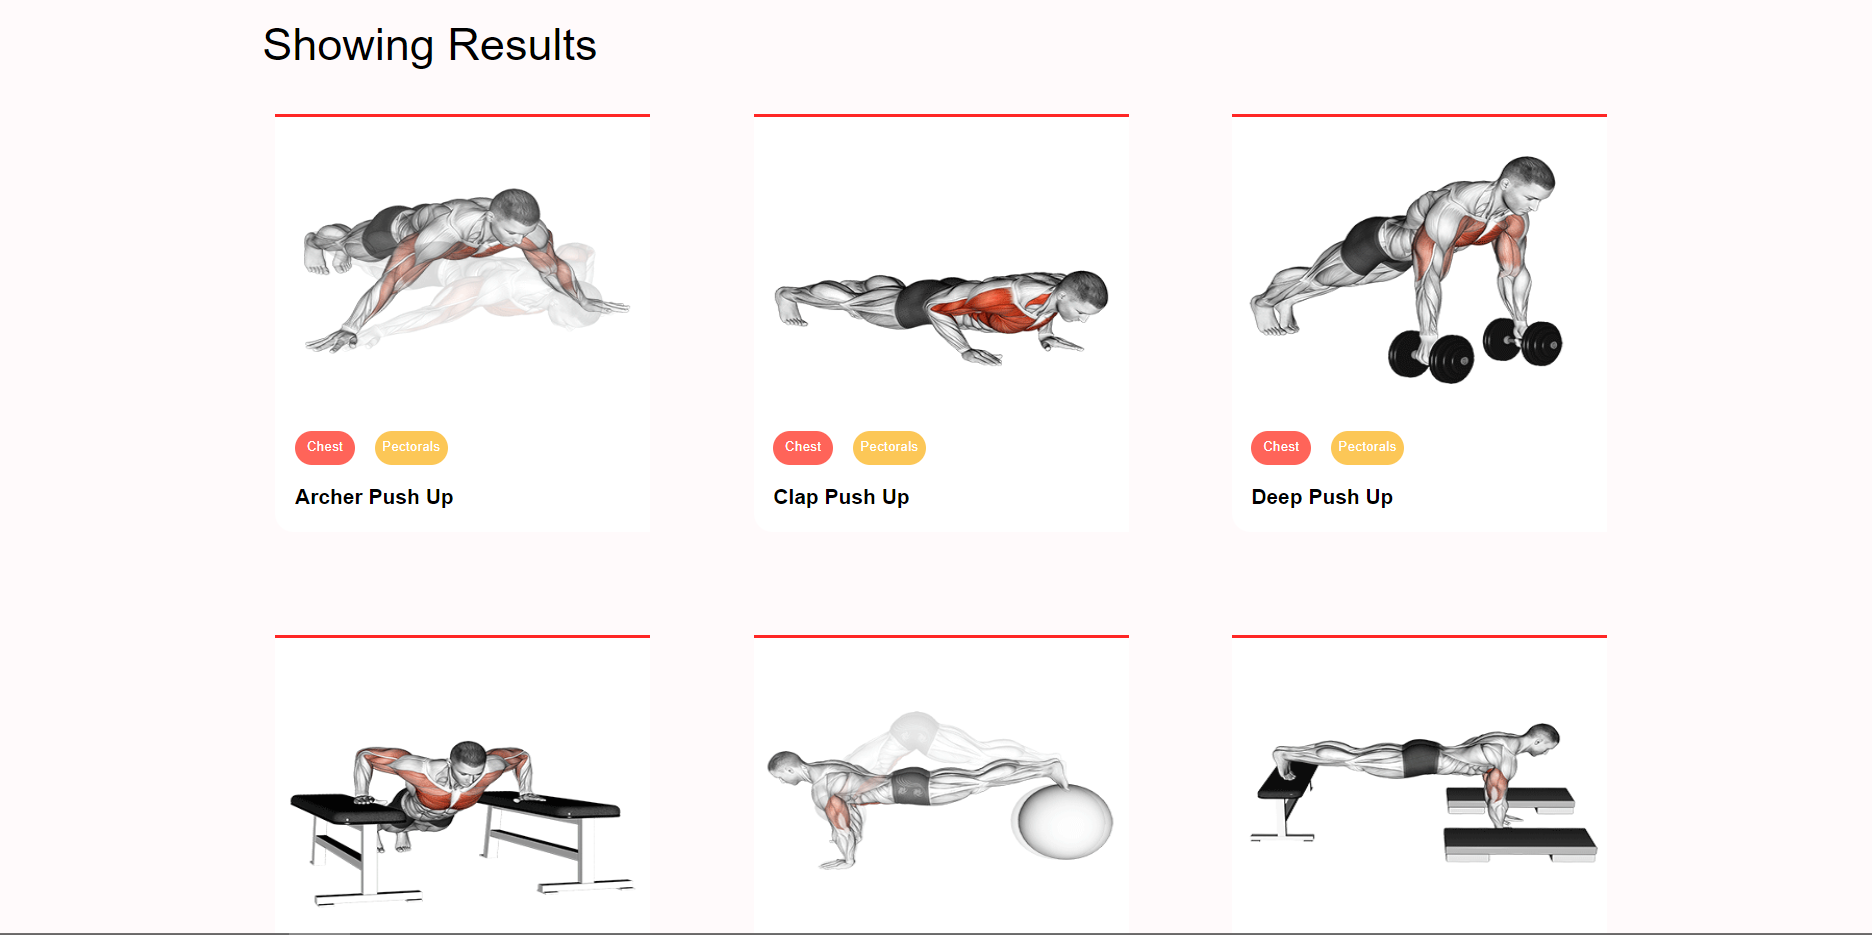 Showing Results
Chest Pectorals
Archer Push Up
Chest Pectorals
Clap Push Up
Chest Pectorals
Deep Push Up